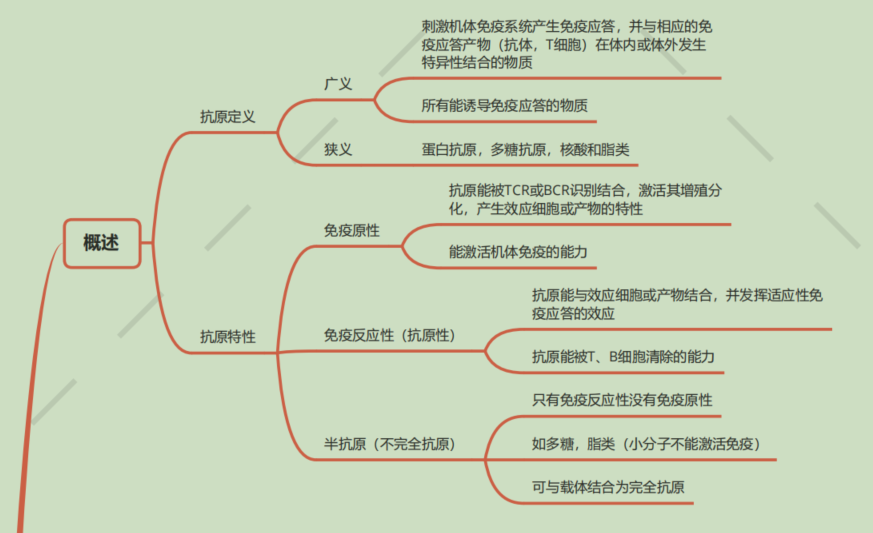 刺激机体免疫系统产生免疫应答，并与相应的免
疫应答产物（抗体，T细胞）在体内或体外发生
特异性结合的物质
广义
所有能诱导免疫应答的物质
抗原定义
狭义
蛋白抗原，多糖抗原，核酸和脂类
抗原能被TCR或BCR识别结合，激活其增殖分
化，产生效应细胞或产物的特性
免疫原性
概述
能激活机体免疫的能力
抗原能与效应细胞或产物结合，并发挥适应性免
疫应答的效应
抗原特性
免疫反应性（抗原性）
抗原能被T、B细胞清除的能力
只有免疫反应性没有免疫原性
半抗原（不完全抗原）
如多糖，脂类（小分子不能激活免疫）
可与载体结合为完全抗原